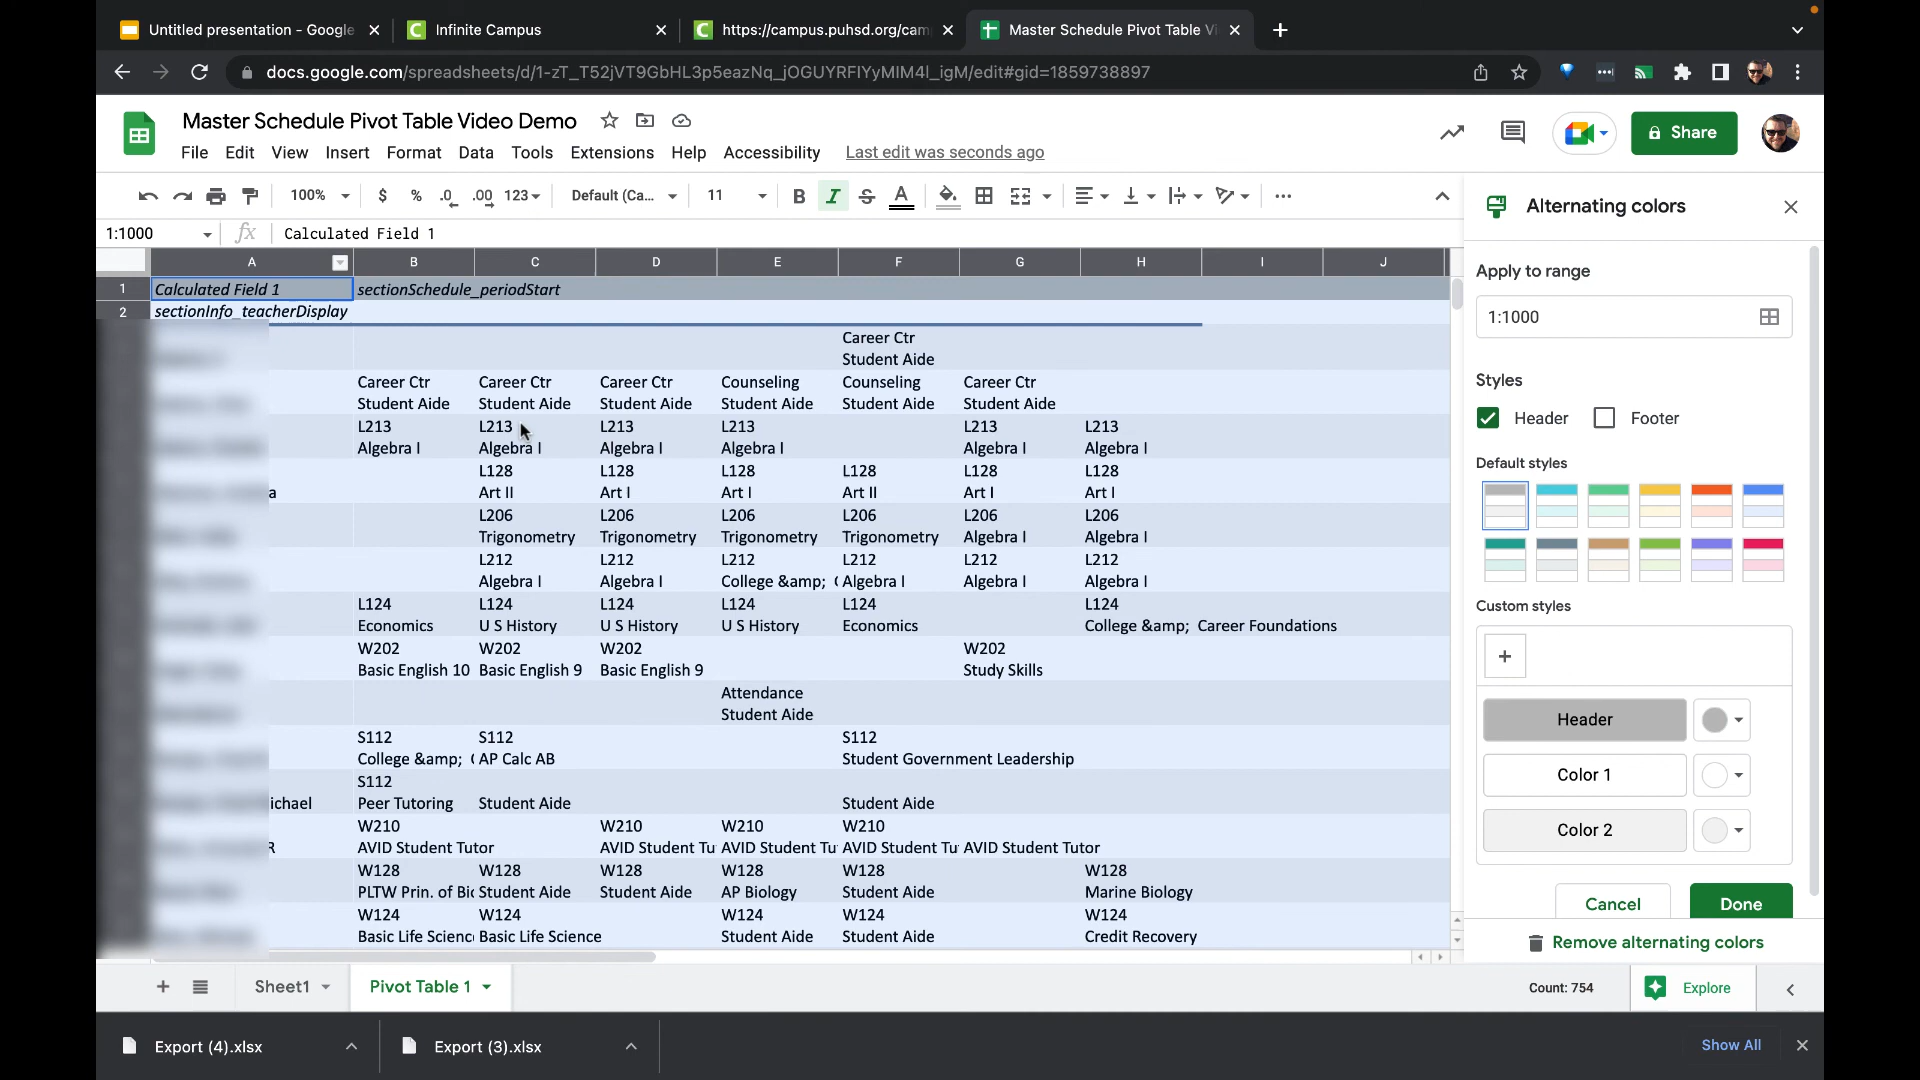 Untitled presentation - Google
Infinite Campus
https://campus.puhsd.org/cam
Master Schedule Pivot Table Vi
docs.google.com/spreadsheets/d/1-zT_T52jVT9GbHL3p5eazNq_jOGUYRFIYyMIM4l_igM/edit#gid=1859738897
Master Schedule Pivot Table Video Demo
File Edit View Insert Format Data Tools Extensions Help Accessibility Last edit was seconds ago
Share
100% $ % .0 .00 123 Default (Ca... 11 B I S A
1:1000 fx Calculated Field 1
A B C D E F G H I J
1 Calculated Field 1 sectionSchedule_periodStart
2 sectionInfo_teacherDisplay
Career Ctr
Student Aide
Career Ctr Career Ctr Career Ctr Counseling Counseling Career Ctr
Student Aide Student Aide Student Aide Student Aide Student Aide Student Aide
L213 L213 L213 L213 L213 L213
Algebra I Algebra I Algebra I Algebra I Algebra I Algebra I
L128 L128 L128 L128 L128 L128
a Art II Art I Art I Art II Art I Art I
L206 L206 L206 L206 L206 L206
Trigonometry Trigonometry Trigonometry Trigonometry Algebra I Algebra I
L212 L212 L212 L212 L212 L212
Algebra I Algebra I College &amp; ( Algebra I Algebra I Algebra I
L124 L124 L124 L124 L124 L124
Economics U S History U S History U S History Economics College &amp; Career Foundations
W202 W202 W202 W202
Basic English 10 Basic English 9 Basic English 9 Study Skills
Attendance
Student Aide
S112 S112 S112
College &amp; ( AP Calc AB Student Government Leadership
S112
ichael Peer Tutoring Student Aide Student Aide
W210 W210 W210 W210
R AVID Student Tutor AVID Student Tu AVID Student Tu AVID Student Tu AVID Student Tutor
W128 W128 W128 W128 W128 W128
PLTW Prin. of Bio Student Aide Student Aide AP Biology Student Aide Marine Biology
W124 W124 W124 W124 W124
Basic Life Scienc Basic Life Science Student Aide Student Aide Credit Recovery
Alternating colors
Apply to range
1:1000
Styles
Header Footer
Default styles
Custom styles
+
Header
Color 1
Color 2
Cancel Done
Remove alternating colors
Sheet1 Pivot Table 1 Count: 754 Explore
Export (4).xlsx Export (3).xlsx Show All